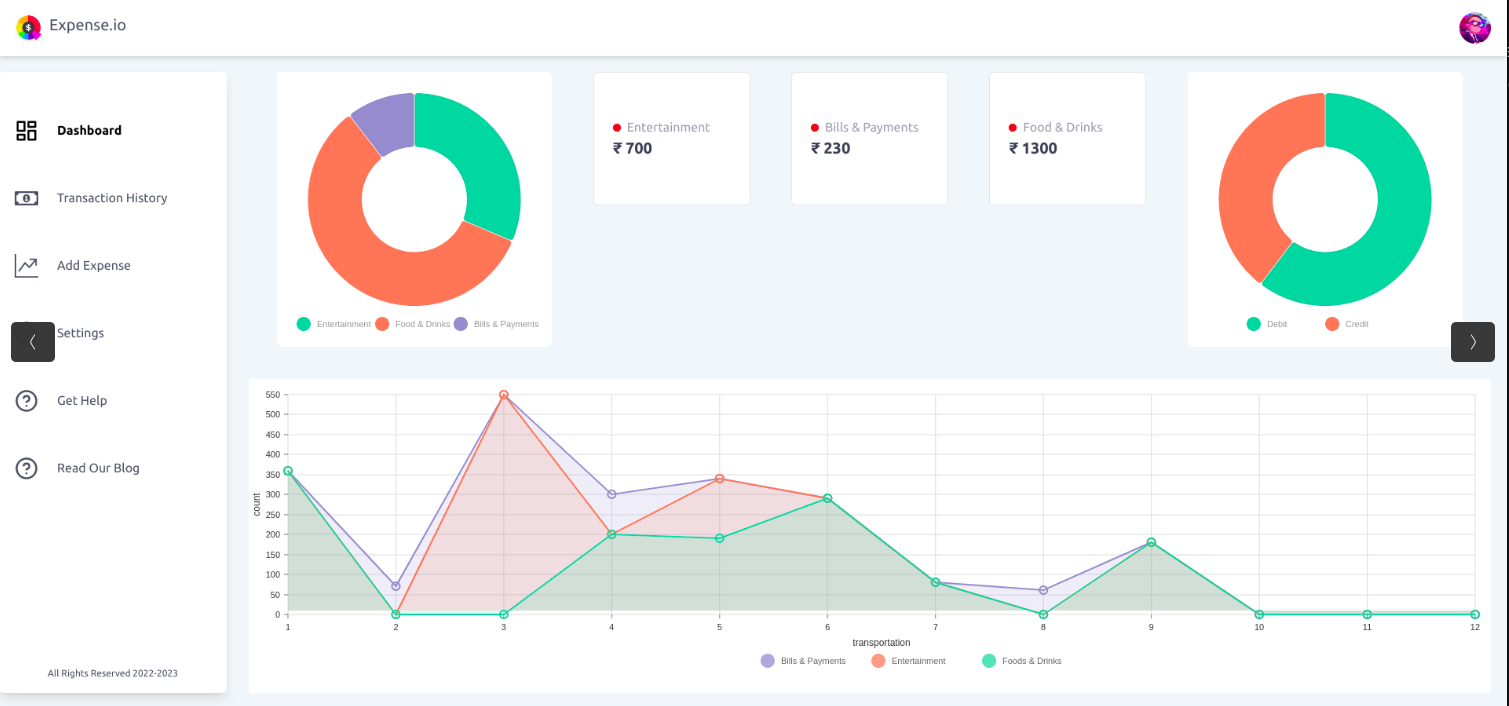 Expense.io
Dashboard
Transaction History
Add Expense
Settings
Get Help
Read Our Blog
All Rights Reserved 2022-2023
Entertainment Food & Drinks Bills & Payments
Entertainment
₹ 700
Bills & Payments
₹ 230
Food & Drinks
₹ 1300
Debit Credit
550
500
450
400
350
300
250
200
150
100
50
0
count
1 2 3 4 5 6 7 8 9 10 11 12
transportation
Bills & Payments Entertainment Foods & Drinks